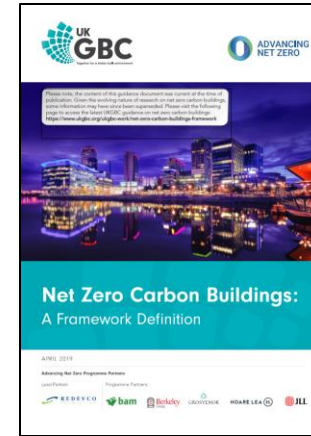 UK
GBC
Together for a better built environment
ADVANCING
NET ZERO
Please note, the content of this guidance document was current at the time of
publication. Given the evolving nature of research on net zero carbon buildings,
some information may have since been superseded. Please visit the following
page to access the latest UKGBC guidance on net zero carbon buildings:
https://www.ukgbc.org/ukgbc-work/net-zero-carbon-buildings-framework
Net Zero Carbon Buildings:
A Framework Definition
APRIL 2019
Advancing Net Zero Programme Partners
Lead Partner
Programme Partners
REDEVCO
bam
Berkeley
GROSVENOR
HOARE LEA
JLL